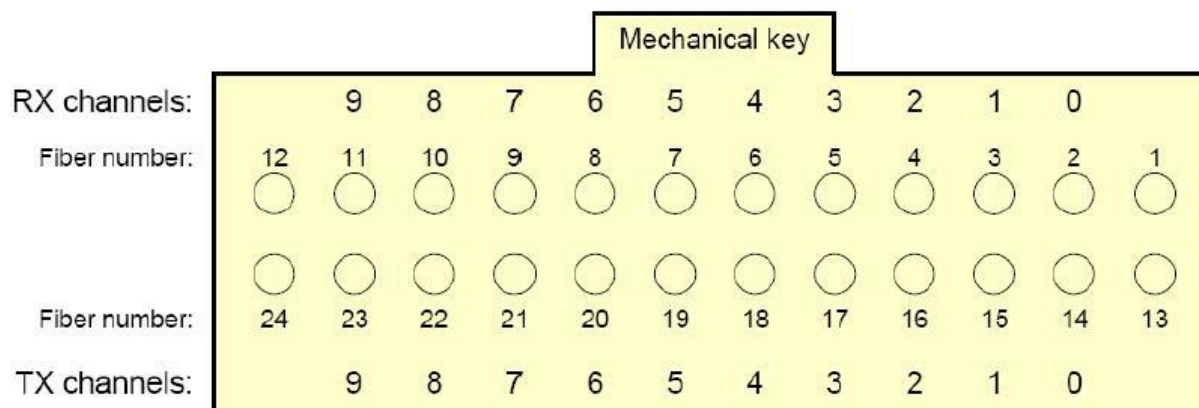 Mechanical key
RX channels: 9 8 7 6 5 4 3 2 1 0
Fiber number: 12 11 10 9 8 7 6 5 4 3 2 1
Fiber number: 24 23 22 21 20 19 18 17 16 15 14 13
TX channels: 9 8 7 6 5 4 3 2 1 0